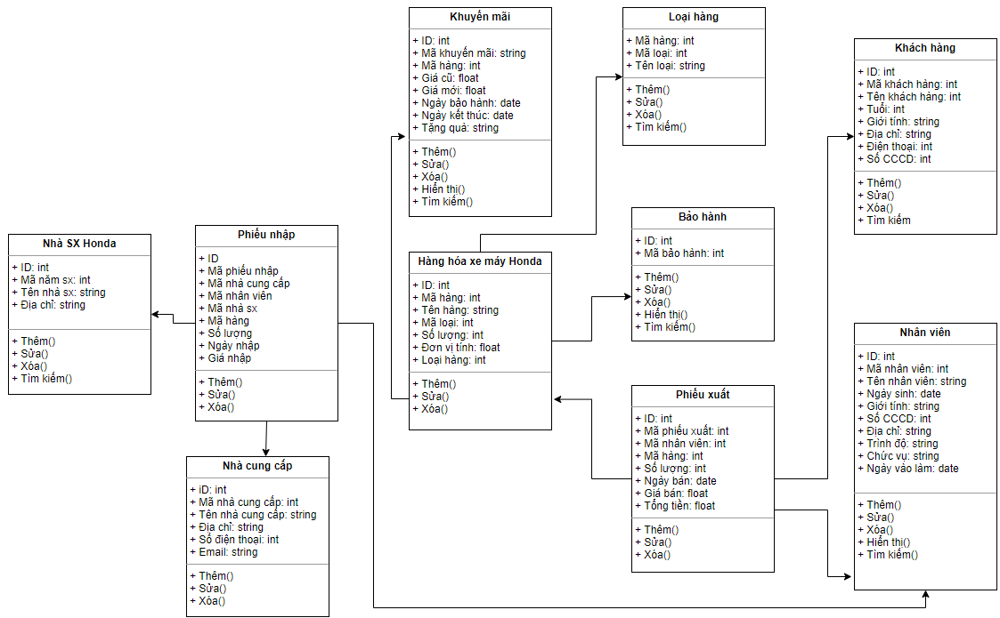 Khuyến mãi
+ ID: int
+ Mã khuyến mãi: string
+ Mã hàng: int
+ Giá cũ: float
+ Giá mới: float
+ Ngày bảo hành: date
+ Ngày kết thúc: date
+ Tặng quà: string
+ Thêm()
+ Sửa()
+ Xóa()
+ Hiển thị()
+ Tìm kiếm()
Loại hàng
+ Mã hàng: int
+ Mã loại: int
+ Tên loại: string
+ Thêm()
+ Sửa()
+ Xóa()
+ Tìm kiếm()
Khách hàng
+ ID: int
+ Mã khách hàng: int
+ Tên khách hàng: int
+ Tuổi: int
+ Giới tính: string
+ Địa chỉ: string
+ Điện thoại: int
+ Số CCCD: int
+ Thêm()
+ Sửa()
+ Xóa()
+ Tìm kiếm
Nhà SX Honda
+ ID: int
+ Mã năm sx: int
+ Tên nhà sx: string
+ Địa chỉ: string
+ Thêm()
+ Sửa()
+ Xóa()
+ Tìm kiếm()
Phiếu nhập
+ ID
+ Mã phiếu nhập
+ Mã nhà cung cấp
+ Mã nhân viên
+ Mã nhà sx
+ Mã hàng
+ Số lượng
+ Ngày nhập
+ Giá nhập
+ Thêm()
+ Sửa()
+ Xóa()
Hàng hóa xe máy Honda
+ ID: int
+ Mã hàng: int
+ Tên hàng: string
+ Mã loại: int
+ Số lượng: int
+ Đơn vị tính: float
+ Loại hàng: int
+ Thêm()
+ Sửa()
+ Xóa()
Bảo hành
+ ID: int
+ Mã bảo hành: int
+ Thêm()
+ Sửa()
+ Xóa()
+ Hiển thị()
+ Tìm kiếm()
Nhân viên
+ ID: int
+ Mã nhân viên: int
+ Tên nhân viên: string
+ Ngày sinh: date
+ Giới tính: string
+ Số CCCD: int
+ Địa chỉ: string
+ Trình độ: string
+ Chức vụ: string
+ Ngày vào làm: date
+ Thêm()
+ Sửa()
+ Xóa()
+ Hiển thị()
+ Tìm kiếm()
Phiếu xuất
+ ID: int
+ Mã phiếu xuất: int
+ Mã nhân viên: int
+ Mã hàng: int
+ Số lượng: int
+ Ngày bán: date
+ Giá bán: float
+ Tổng tiền: float
+ Thêm()
+ Sửa()
+ Xóa()
Nhà cung cấp
+ iD: int
+ Mã nhà cung cấp: int
+ Tên nhà cung cấp: string
+ Địa chỉ: string
+ Số điện thoại: int
+ Email: string
+ Thêm()
+ Sửa()
+ Xóa()